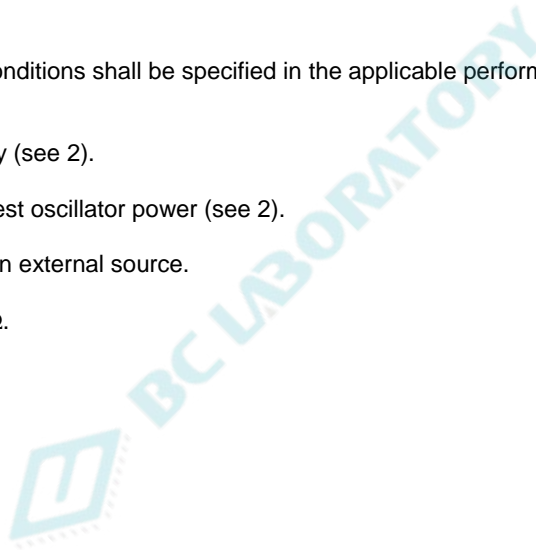 onditions shall be specified in the applicable perform
y (see 2).
est oscillator power (see 2).
n external source.
.
BC LABORATORY